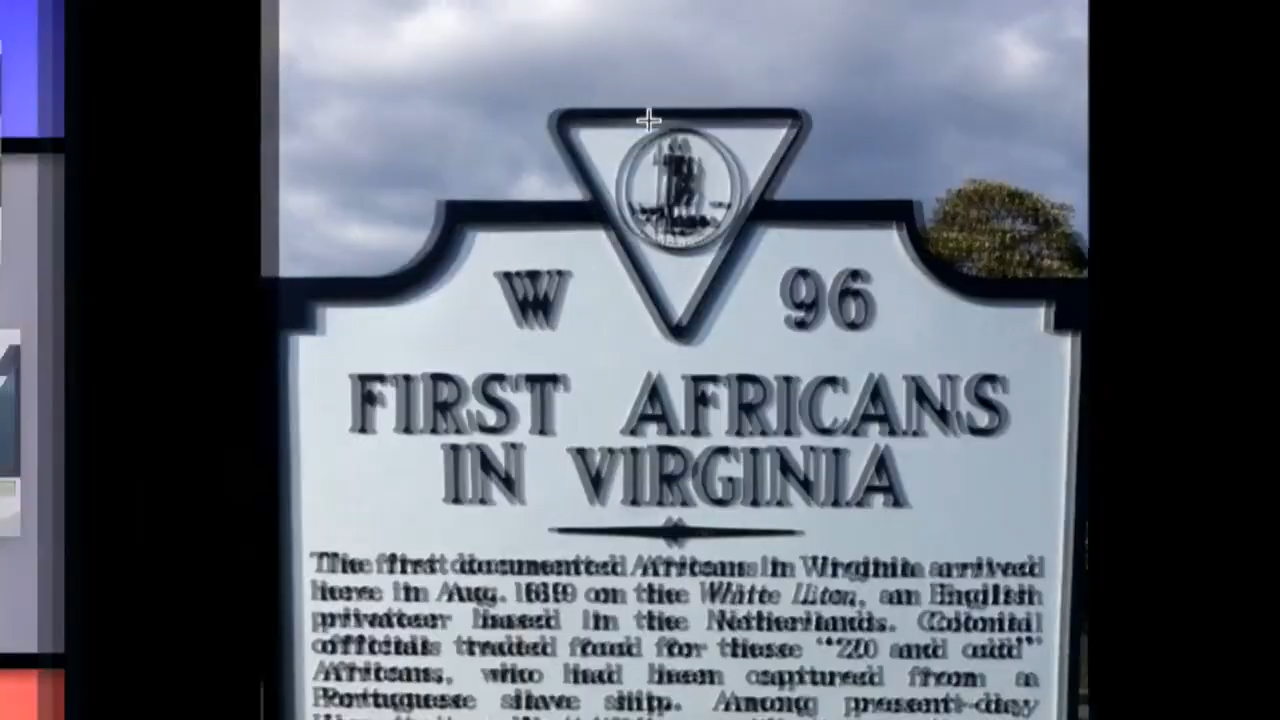 W 96
FIRST AFRICANS
IN VIRGINIA
The first documented Africans in Virginia arrived
here in Aug. 1619 on the White Lion, an English
privateer based in the Netherlands. Colonial
officials traded food for these “20 and odd”
Africans, who had been captured from a
Portuguese slave ship. Among present-day